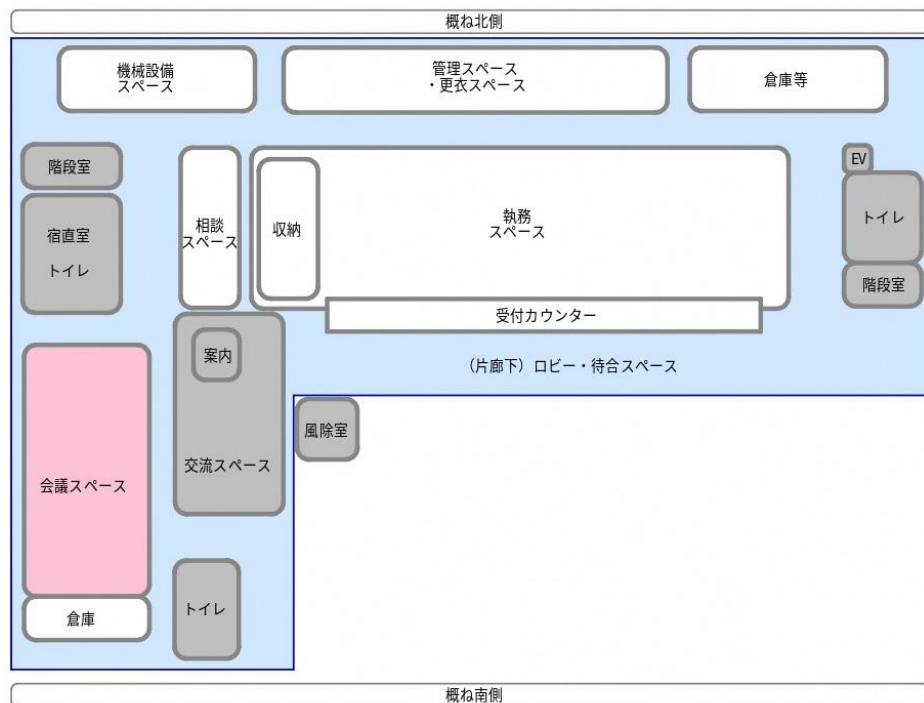 概ね北側
機械設備
スペース
管理スペース
・更衣スペース
倉庫等
階段室
宿直室
トイレ
相談
スペース
収納
執務
スペース
EV
トイレ
階段室
受付カウンター
案内
(片廊下)ロビー・待合スペース
風除室
交流スペース
会議スペース
倉庫
トイレ
概ね南側